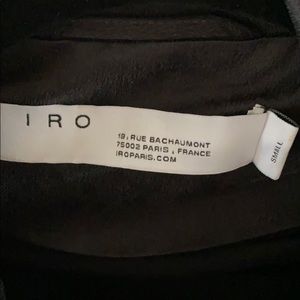 IRO
19, RUE BACHAUMONT
75002 PARIS , FRANCE
IROPARIS.COM
SMALL